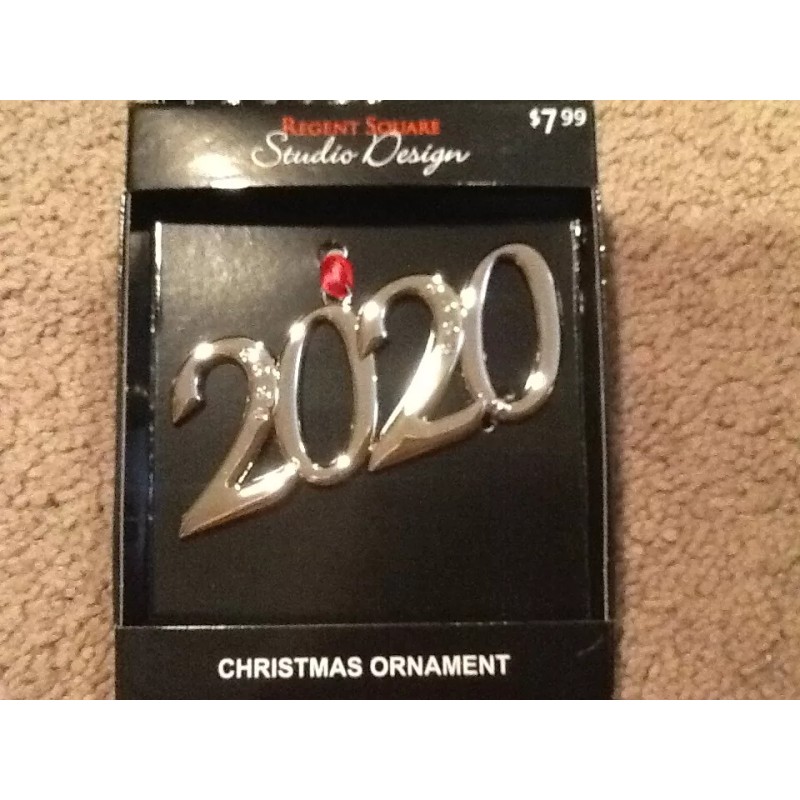 REGENT SQUARE
Studio Design
$7.99
2020
CHRISTMAS ORNAMENT